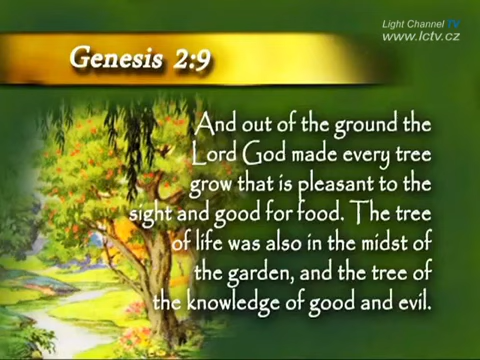 Light Channel TV
www.lctv.cz
Genesis 2:9
And out of the ground the
Lord God made every tree
grow that is pleasant to the
sight and good for food. The tree
of life was also in the midst of
the garden, and the tree of
the knowledge of good and evil.